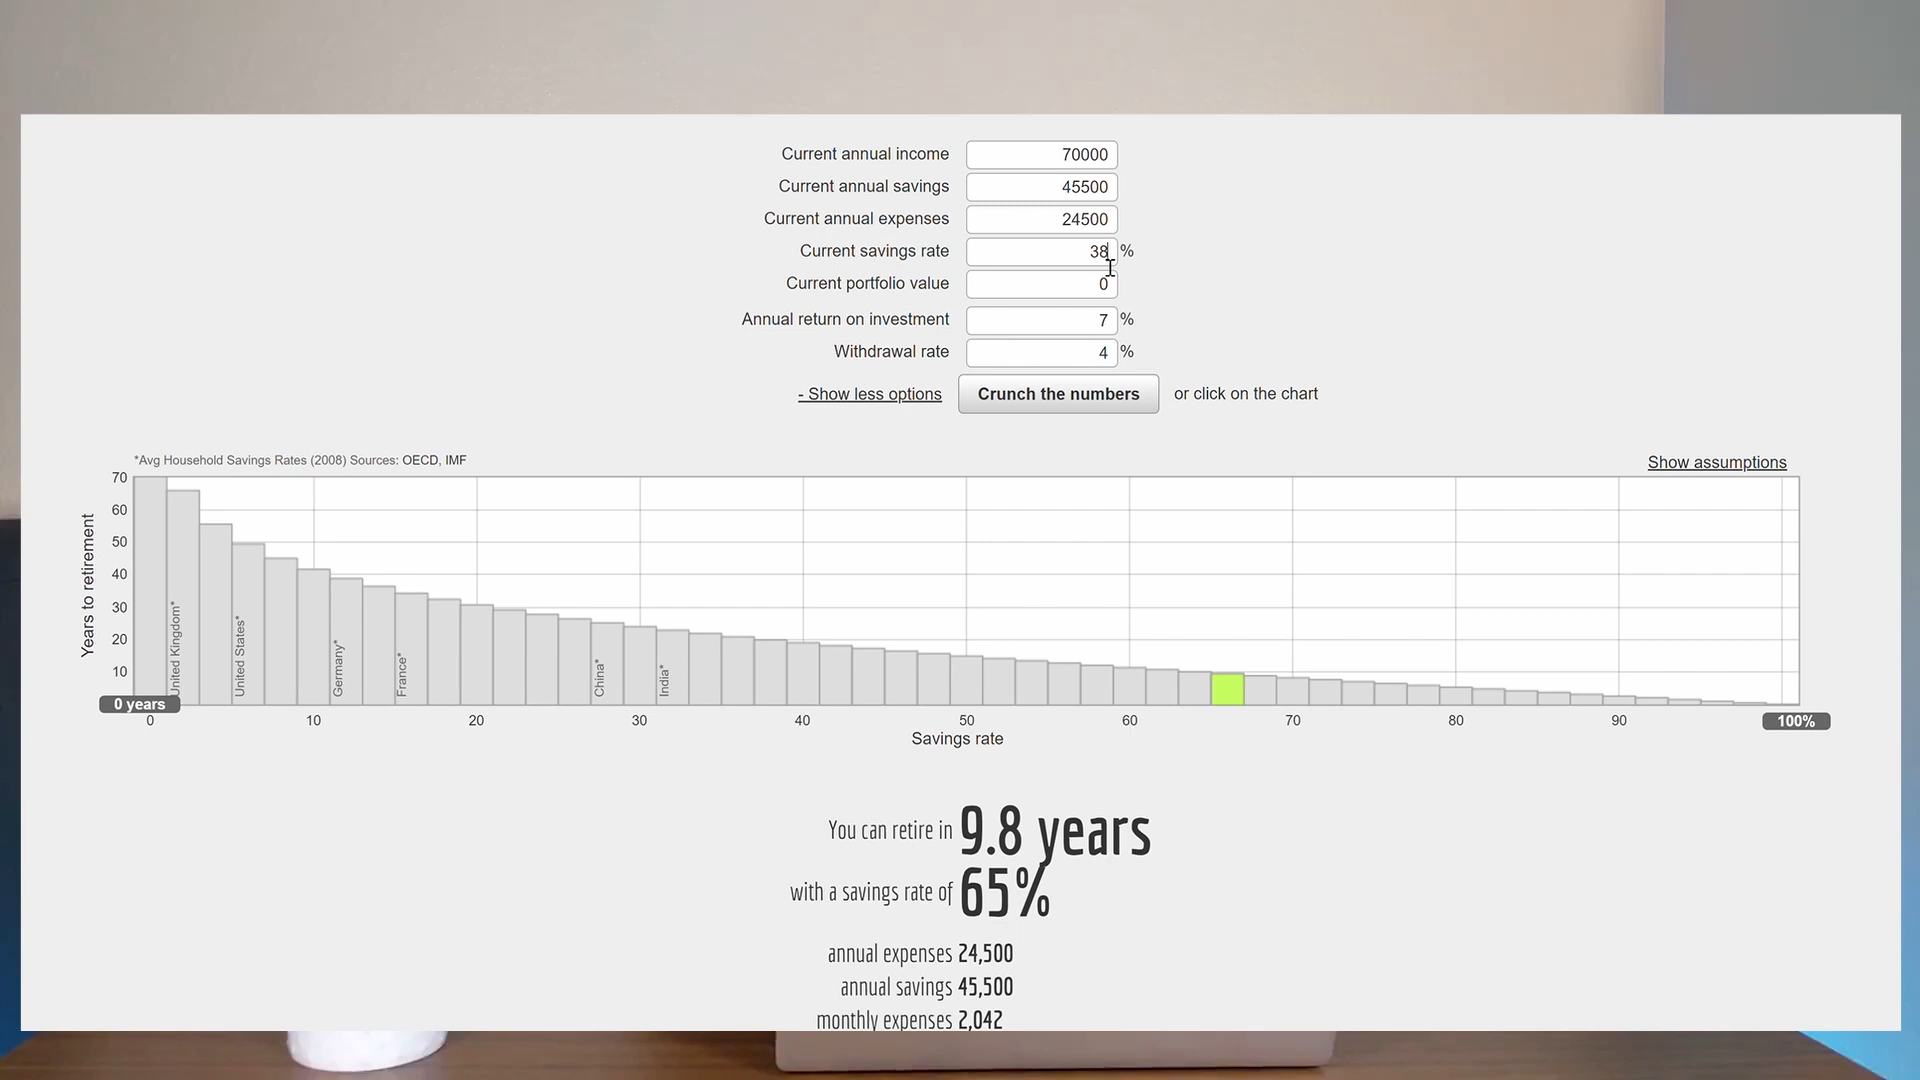 Current annual income 70000
Current annual savings 45500
Current annual expenses 24500
Current savings rate 38 %
Current portfolio value 0
Annual return on investment 7 %
Withdrawal rate 4 %
- Show less options Crunch the numbers or click on the chart
*Avg Household Savings Rates (2008) Sources: OECD, IMF
Show assumptions
Years to retirement
70
60
50
40
30
20
10
0 years
United Kingdom*
United States*
Germany*
France*
China*
India*
0 10 20 30 40 50 60 70 80 90 100%
Savings rate
You can retire in 9.8 years
with a savings rate of 65%
annual expenses 24,500
annual savings 45,500
monthly expenses 2,042